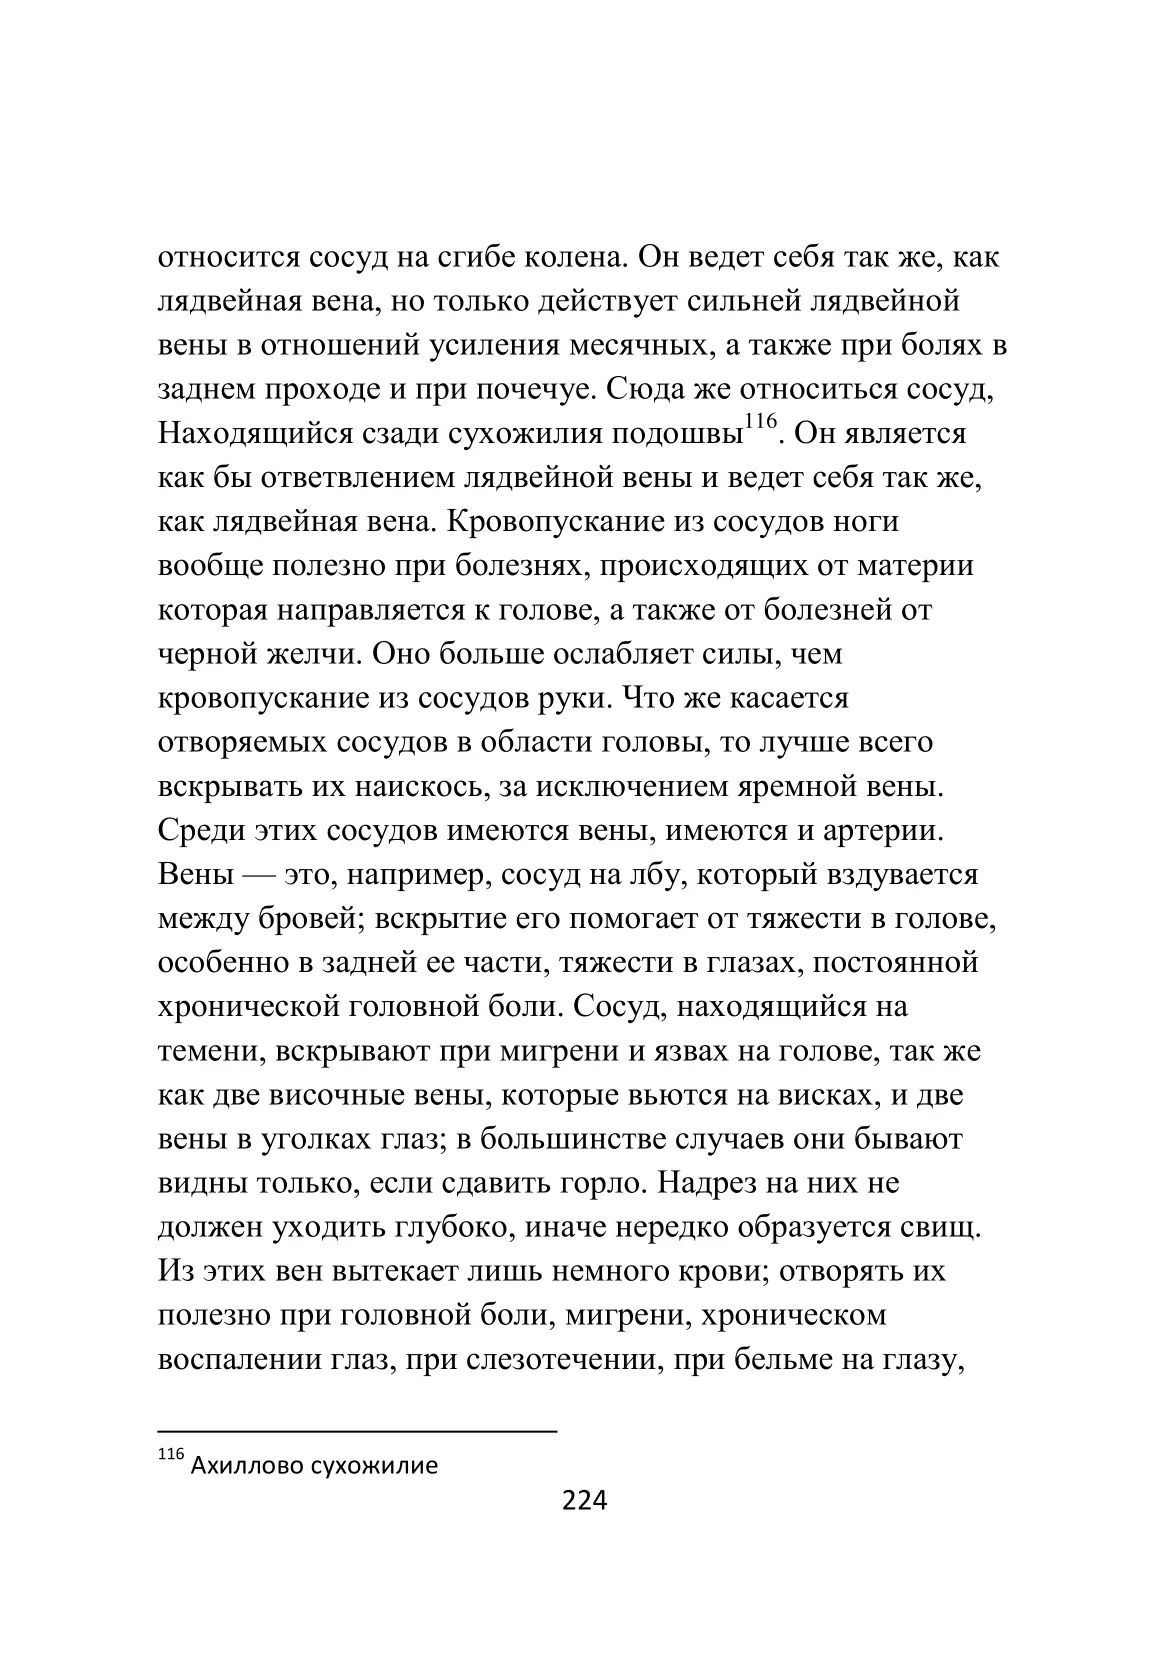 относится сосуд на сгибе колена. Он ведет себя так же, как
лядвейная вена, но только действует сильней лядвейной
вены в отношений усиления месячных, а также при болях в
заднем проходе и при почечуе. Сюда же относиться сосуд,
Находящийся сзади сухожилия подошвы116. Он является
как бы ответвлением лядвейной вены и ведет себя так же,
как лядвейная вена. Кровопускание из сосудов ноги
вообще полезно при болезнях, происходящих от материи
которая направляется к голове, а также от болезней от
черной желчи. Оно больше ослабляет силы, чем
кровопускание из сосудов руки. Что же касается
отворяемых сосудов в области головы, то лучше всего
вскрывать их наискось, за исключением яремной вены.
Среди этих сосудов имеются вены, имеются и артерии.
Вены — это, например, сосуд на лбу, который вздувается
между бровей; вскрытие его помогает от тяжести в голове,
особенно в задней ее части, тяжести в глазах, постоянной
хронической головной боли. Сосуд, находящийся на
темени, вскрывают при мигрени и язвах на голове, так же
как две височные вены, которые вьются на висках, и две
вены в уголках глаз; в большинстве случаев они бывают
видны только, если сдавить горло. Надрез на них не
должен уходить глубоко, иначе нередко образуется свищ.
Из этих вен вытекает лишь немного крови; отворять их
полезно при головной боли, мигрени, хроническом
воспалении глаз, при слезотечении, при бельме на глазу,
116 Ахиллово сухожилие
224